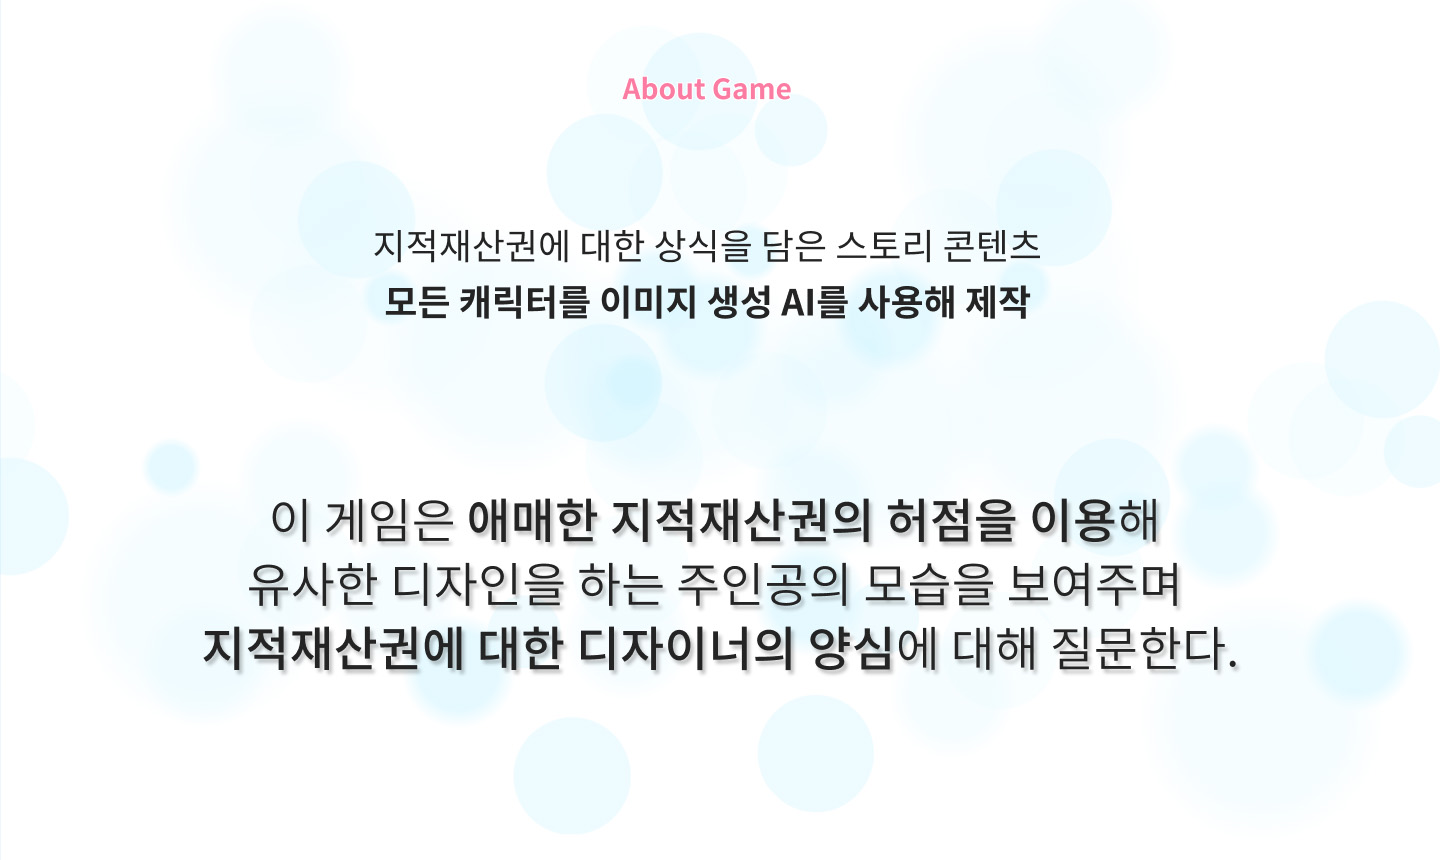 About Game
지적재산권에 대한 상식을 담은 스토리 콘텐츠
모든 캐릭터를 이미지 생성 AI를 사용해 제작
이 게임은 애매한 지적재산권의 허점을 이용해
유사한 디자인을 하는 주인공의 모습을 보여주며
지적재산권에 대한 디자이너의 양심에 대해 질문한다.